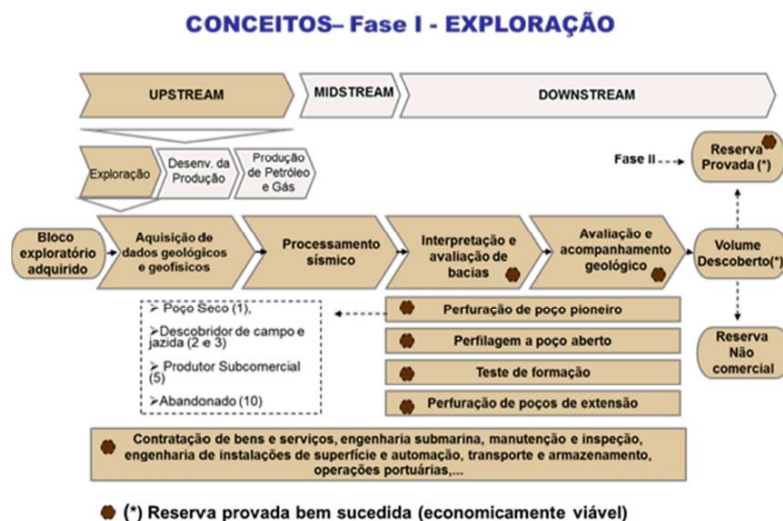 CONCEITOS– Fase I - EXPLORAÇÃO
UPSTREAM
MIDSTREAM
DOWNSTREAM
Exploração
Desenv. da
Produção
Produção
de Petróleo
e Gás
Fase II
Reserva
Provada (*)
Bloco
exploratório
adquirido
Aquisição de
dados geológicos
e geofísicos
Processamento
sísmico
Interpretação e
avaliação de
bacias
Avaliação e
acompanhamento
geológico
Volume
Descoberto(*)
➢ Poço Seco (1),
➢Descobridor de campo e
jazida (2 e 3)
➢ Produtor Subcomercial
(5)
➢Abandonado (10)
Perfuração de poço pioneiro
Perfilagem a poço aberto
Teste de formação
Perfuração de poços de extensão
Reserva
Não
comercial
Contratação de bens e serviços, engenharia submarina, manutenção e inspeção,
engenharia de instalações de superfície e automação, transporte e armazenamento,
operações portuárias,...
(*) Reserva provada bem sucedida (economicamente viável)